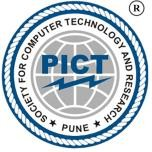 ®
SOCIETY FOR COMPUTER TECHNOLOGY AND RESEARCH
PICT
★ PUNE ★